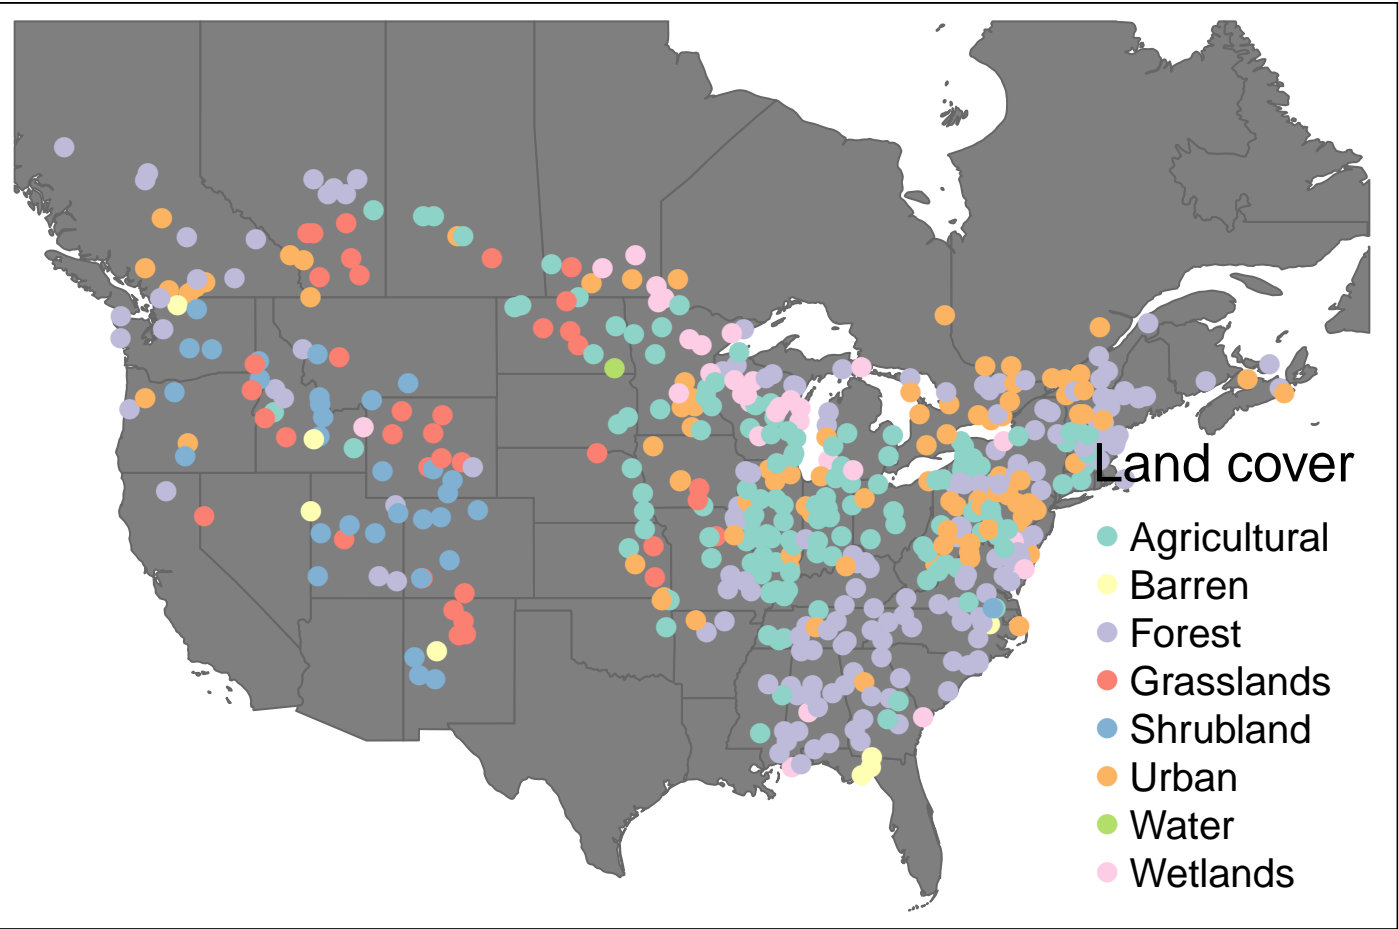 Land cover
Agricultural
Barren
Forest
Grasslands
Shrubland
Urban
Water
Wetlands